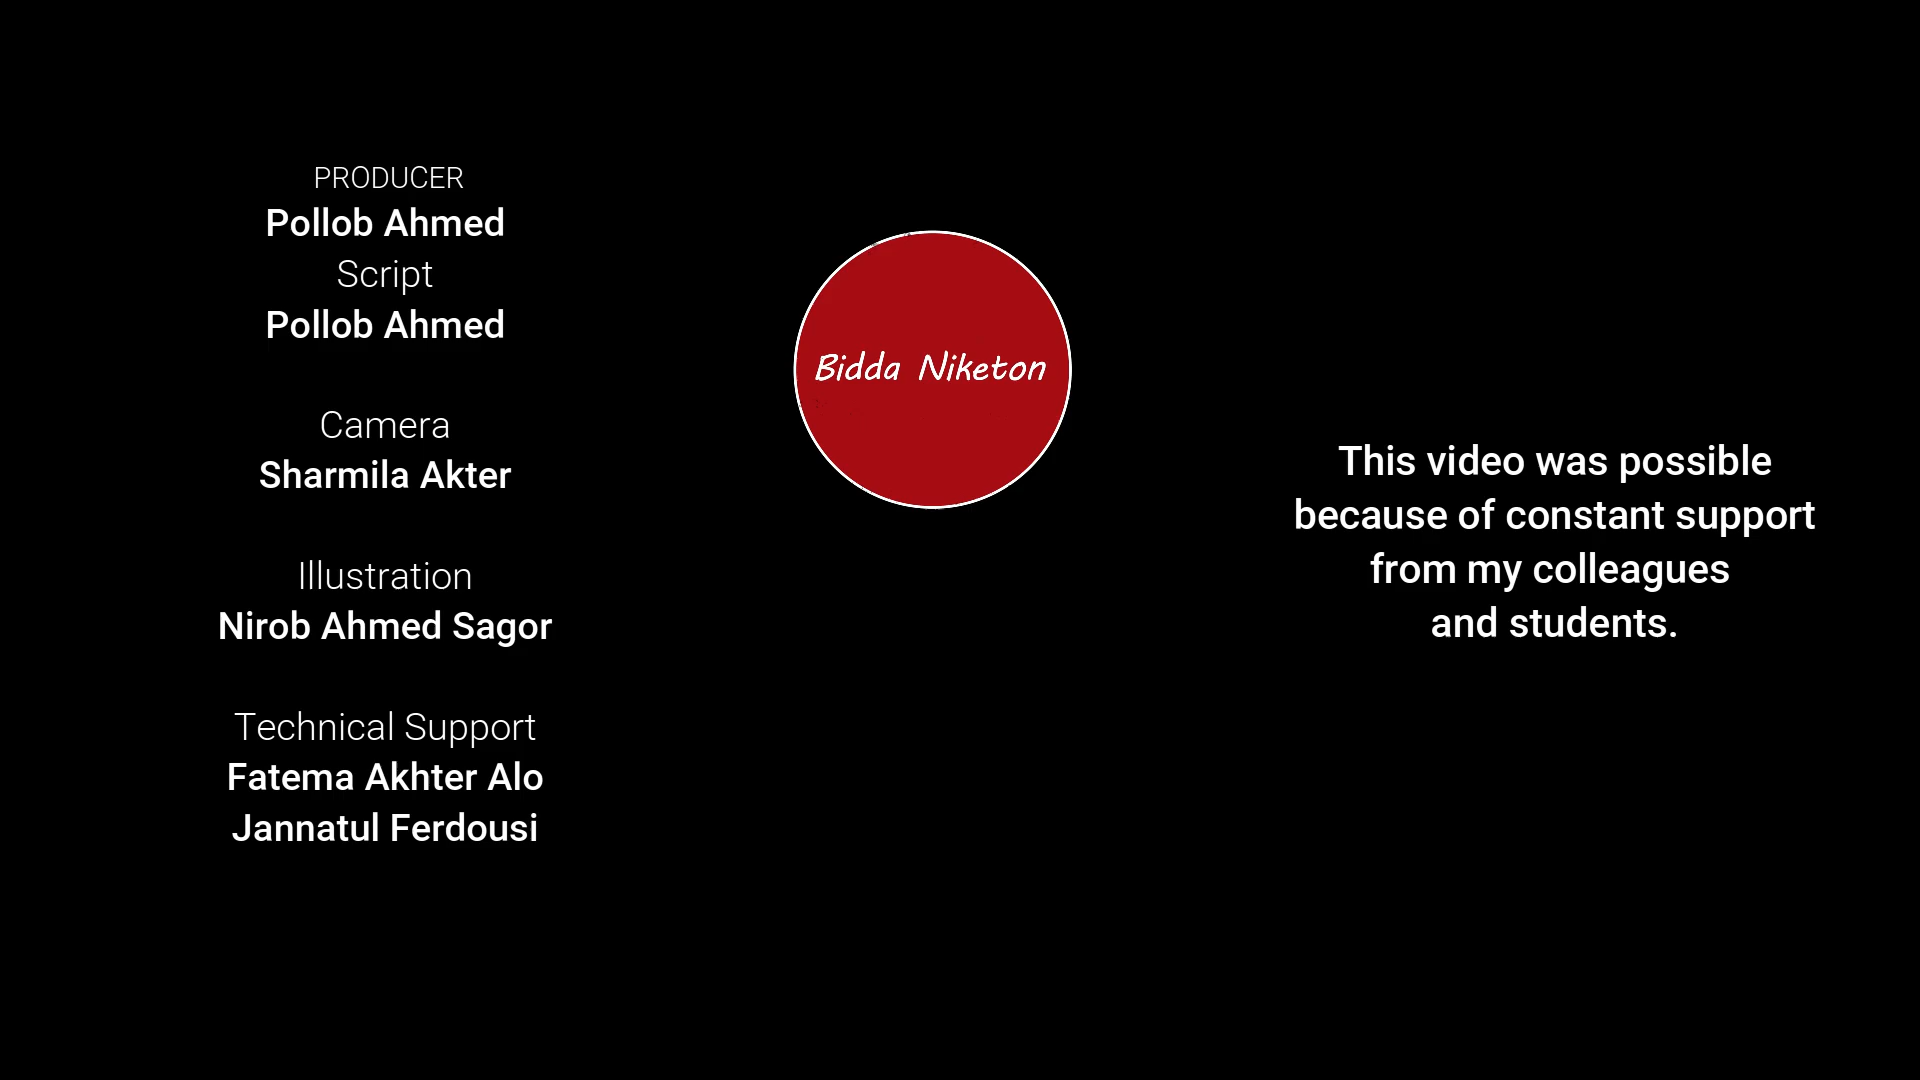 PRODUCER
Pollob Ahmed
Script
Pollob Ahmed
Camera
Sharmila Akter
Illustration
Nirob Ahmed Sagor
Technical Support
Fatema Akhter Alo
Jannatul Ferdousi
Bidda Niketon
This video was possible
because of constant support
from my colleagues
and students.